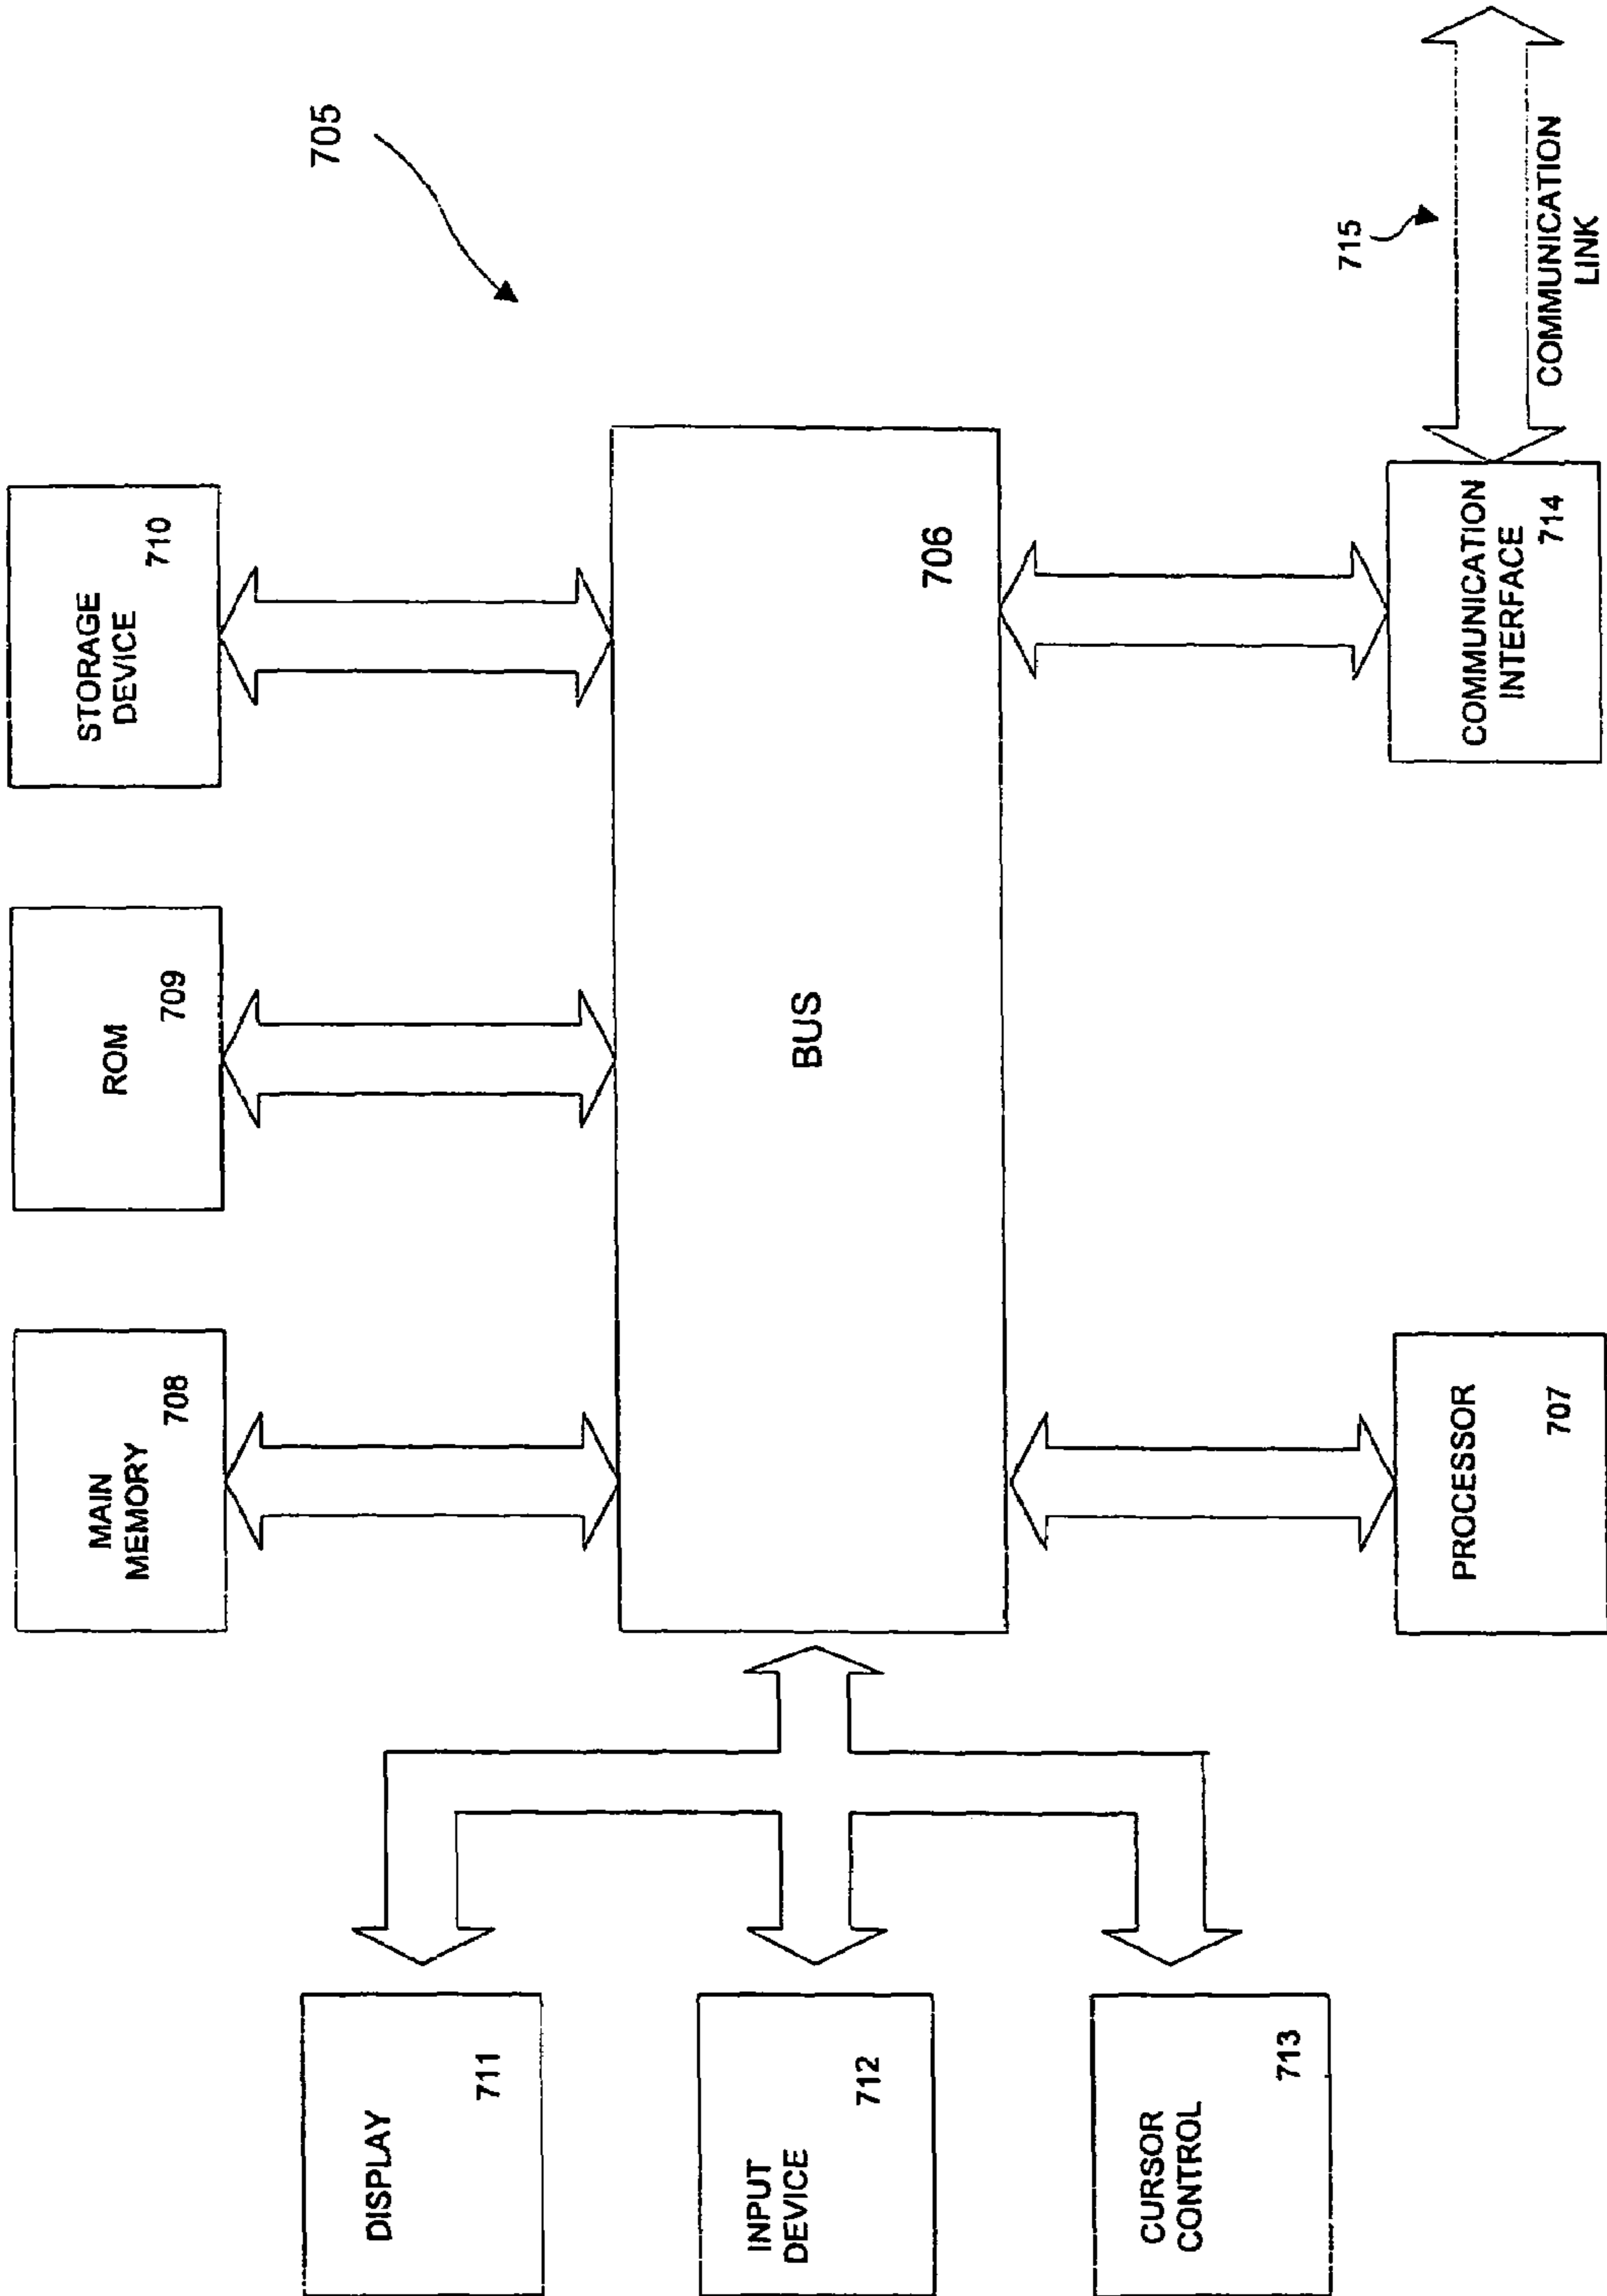 705
MAIN
MEMORY
708
ROM
709
STORAGE
DEVICE
710
DISPLAY
711
INPUT
DEVICE
712
CURSOR
CONTROL
713
BUS
706
PROCESSOR
707
COMMUNICATION
INTERFACE
714
715
COMMUNICATION
LINK